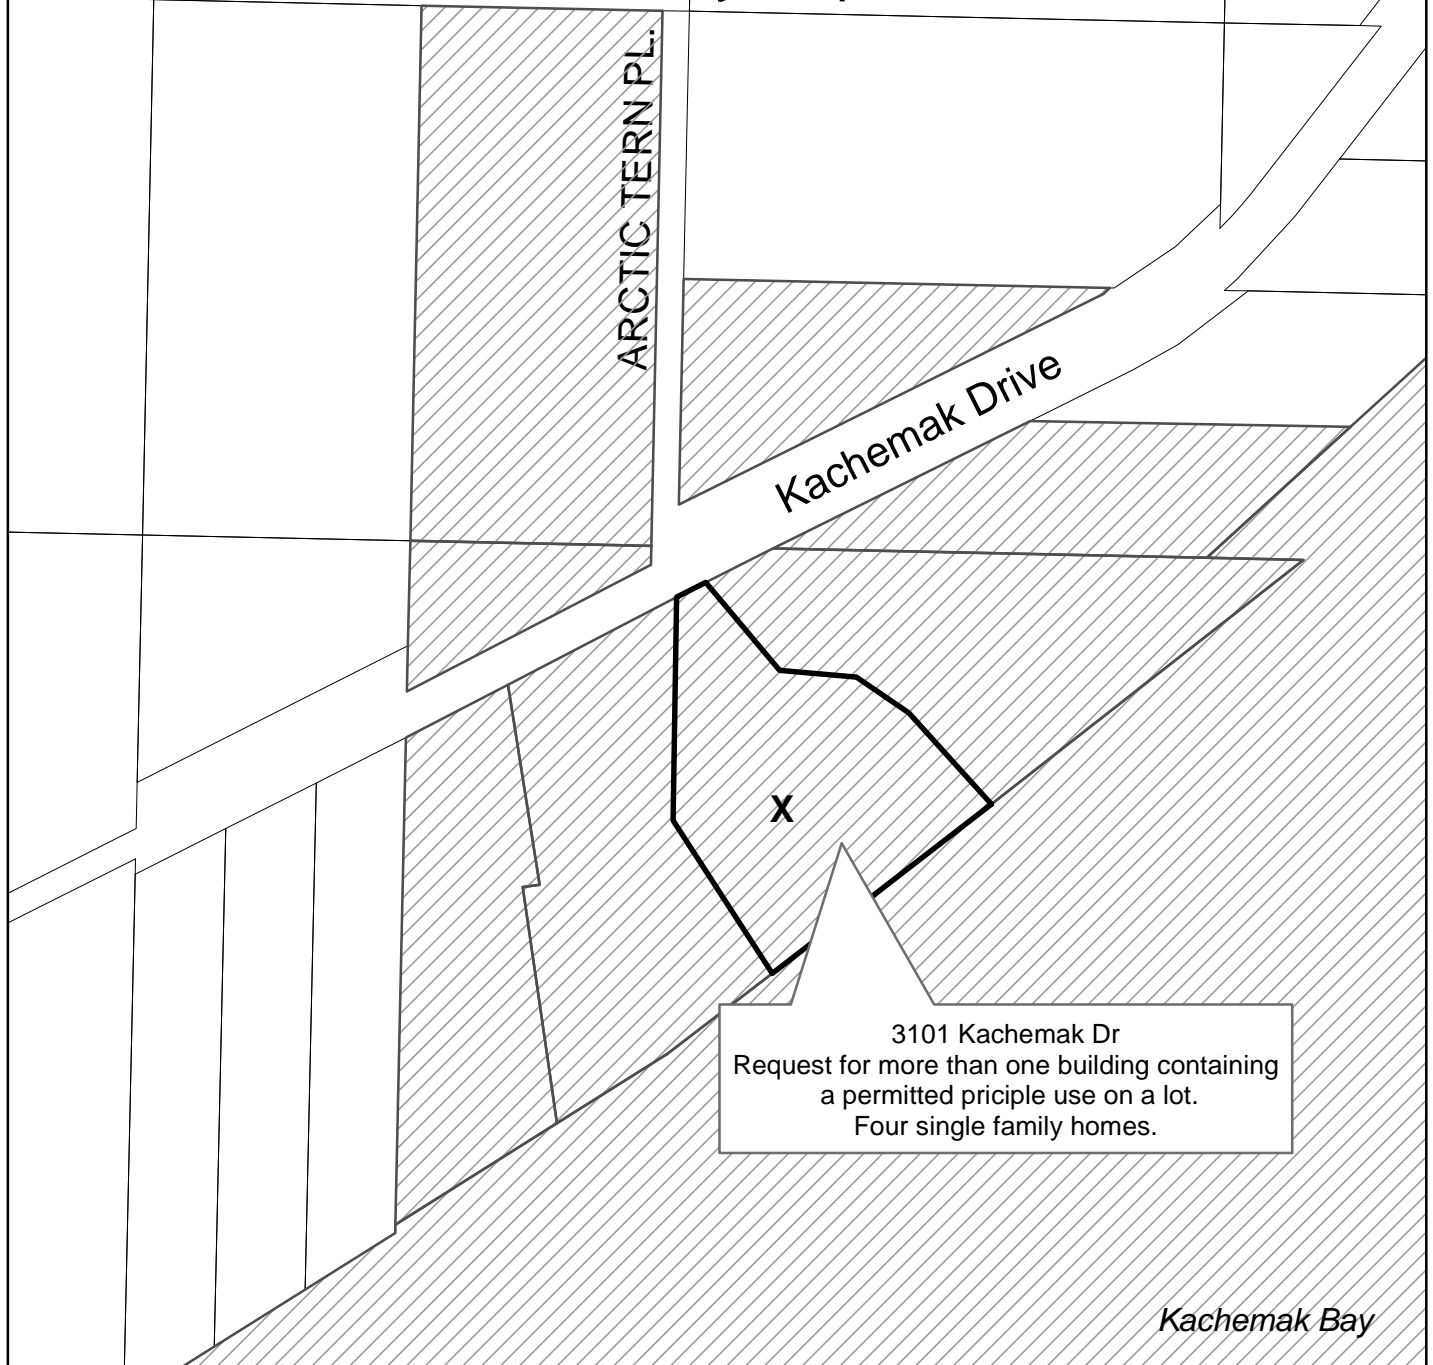 ARCTIC TERN PL.
Kachemak Drive
X
3101 Kachemak Dr
Request for more than one building containing
a permitted priciple use on a lot.
Four single family homes.
Kachemak Bay